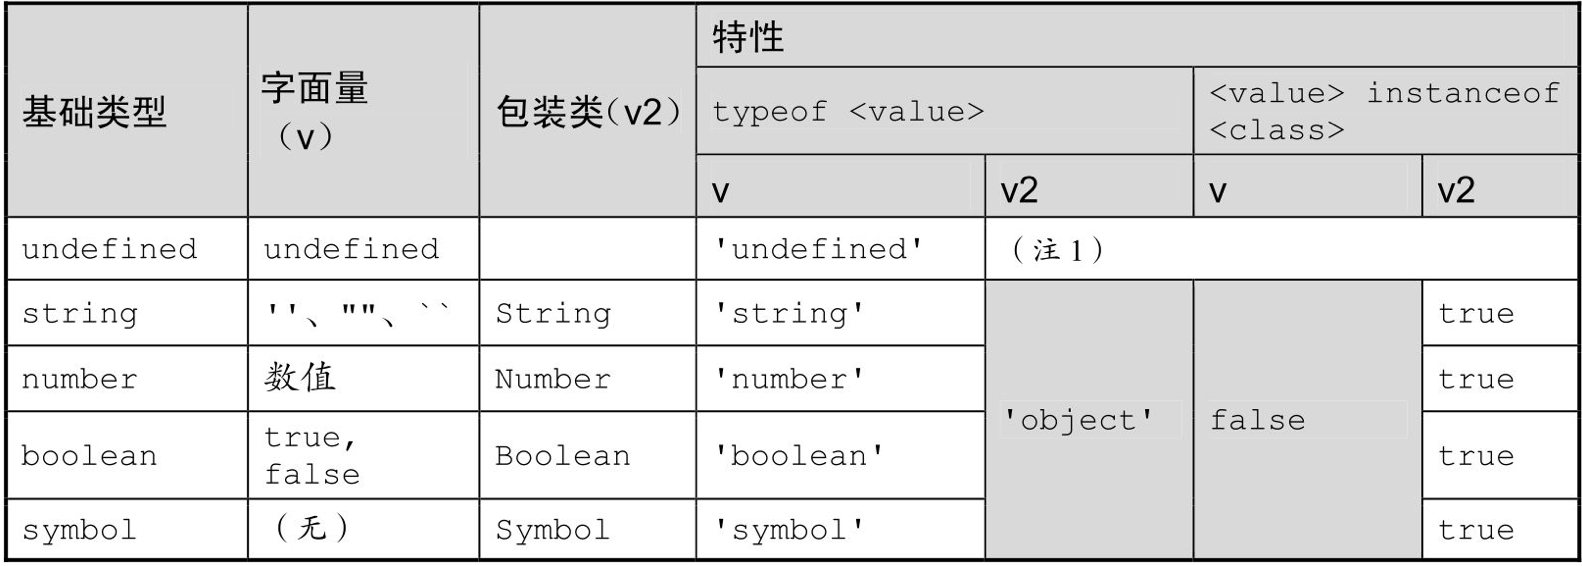 基础类型
字面量
（v）
包装类（v2）
特性
typeof <value>
<value> instanceof
<class>
v
v2
v
v2
undefined
undefined
'undefined'
（注1）
string
''、""、``
String
'string'
'object'
false
true
number
数值
Number
'number'
true
boolean
true,
false
Boolean
'boolean'
true
symbol
（无）
Symbol
'symbol'
true